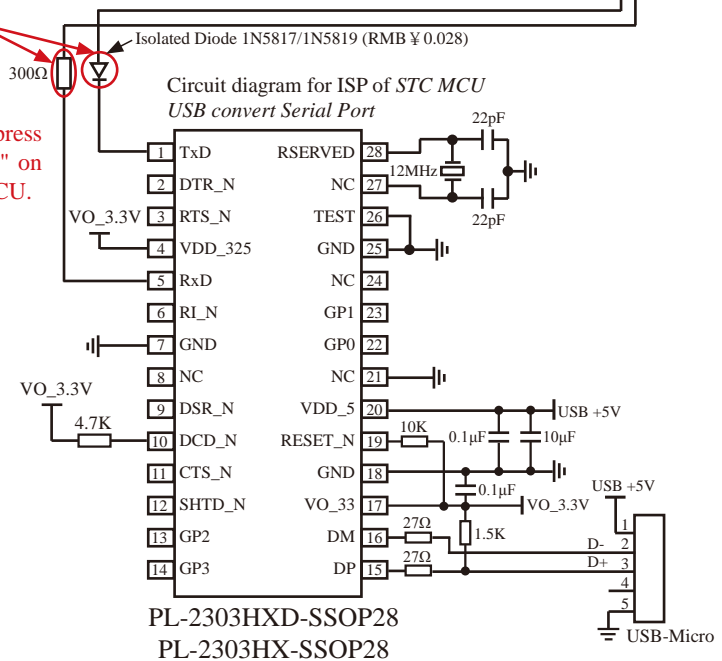 Isolated Diode 1N5817/1N5819 (RMB ¥ 0.028)
300Ω
Circuit diagram for ISP of STC MCU
USB convert Serial Port
" on
22pF
12MHz
22pF
1 TxD
2 DTR_N
VO_3.3V
3 RTS_N
4 VDD_325
5 RxD
6 RI_N
7 GND
8 NC
VO_3.3V
9 DSR_N
4.7K
10 DCD_N
11 CTS_N
12 SHTD_N
13 GP2
14 GP3
RSERVED 28
NC 27
TEST 26
GND 25
NC 24
GP1 23
GP0 22
NC 21
VDD_5 20
USB +5V
10K
0.1μF
10μF
RESET_N 19
GND 18
0.1μF
VO_33 17
VO_3.3V
27Ω
1.5K
DM 16
27Ω
DP 15
USB +5V
1
D- 2
D+ 3
4
5
USB-Micro
PL-2303HXD-SSOP28
PL-2303HX-SSOP28